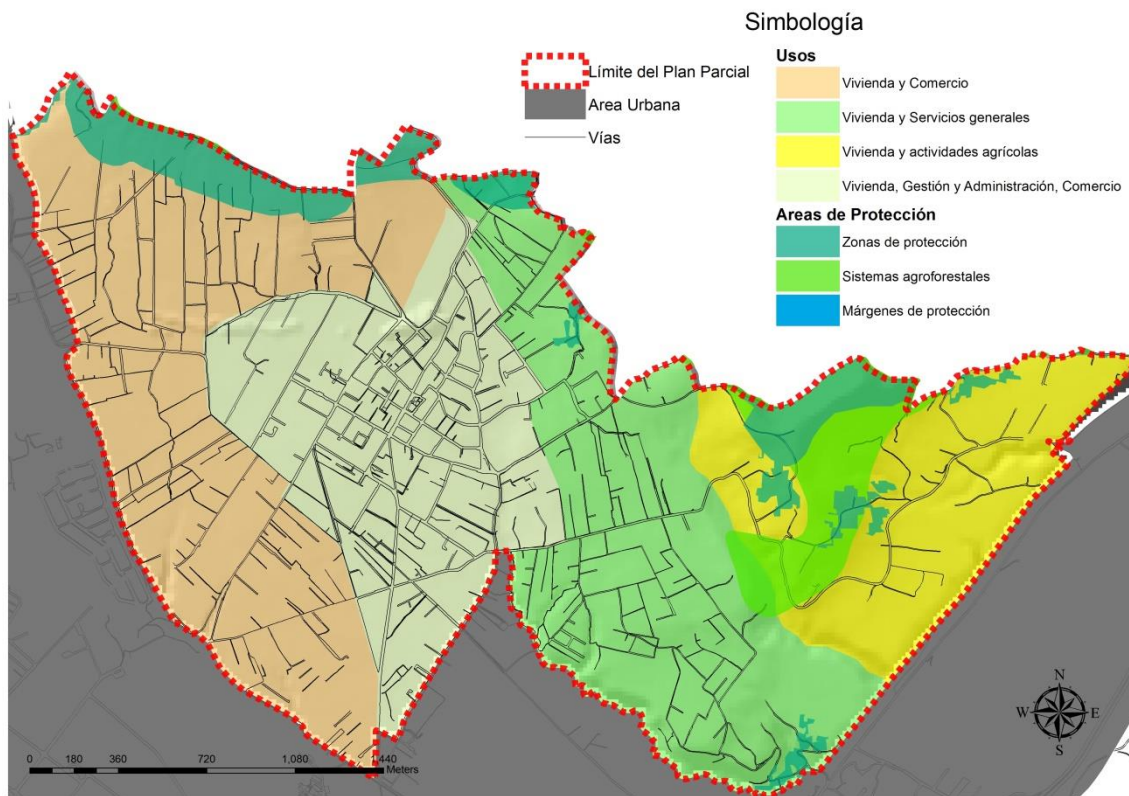 Simbología
Límite del Plan Parcial
Area Urbana
Vías
Usos
Vivienda y Comercio
Vivienda y Servicios generales
Vivienda y actividades agrícolas
Vivienda, Gestión y Administración, Comercio
Areas de Protección
Zonas de protección
Sistemas agroforestales
Márgenes de protección
N
W E
S
0 180 360 720 1,080 1,440
Meters